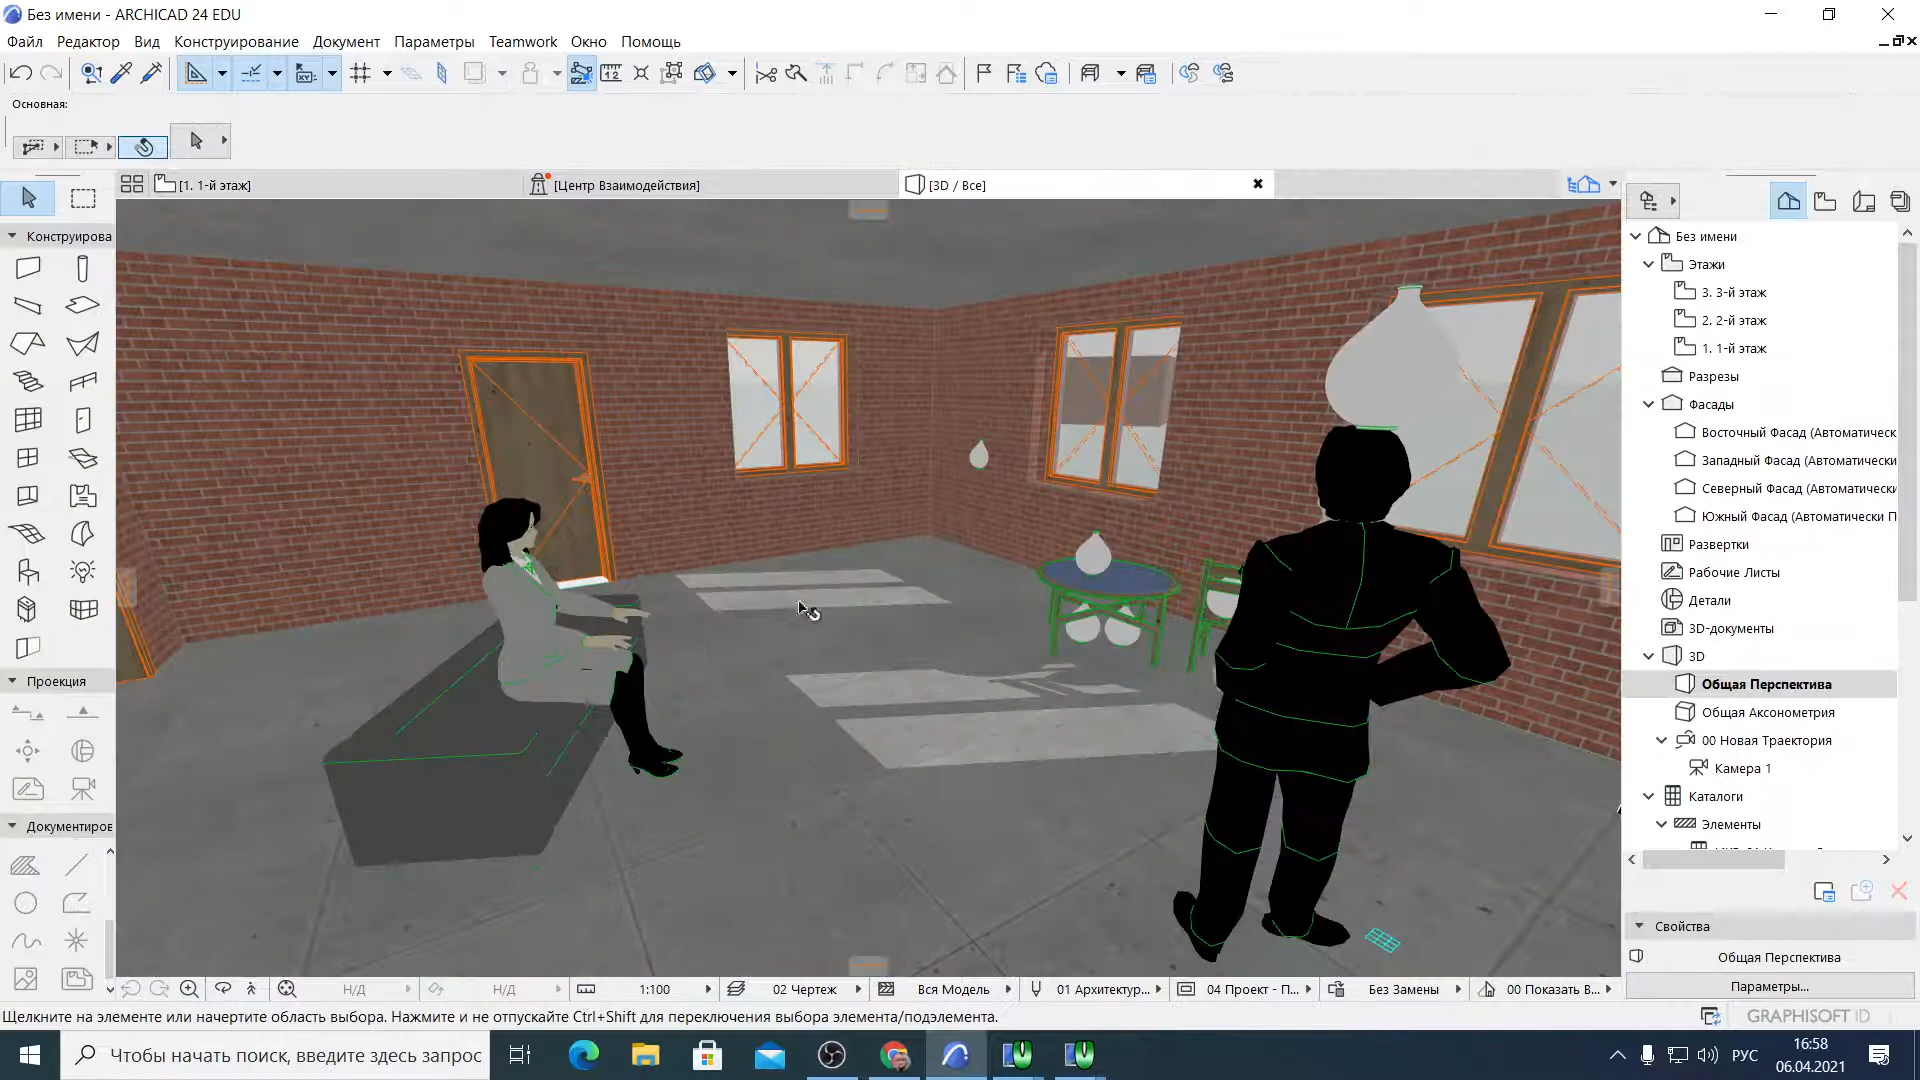 Без имени - ARCHICAD 24 EDU
Файл Редактор Вид Конструирование Документ Параметры Teamwork Окно Помощь
Основная:
[1. 1-й этаж] [Центр Взаимодействия] [3D / Все]
Конструирова
Проекция
Документиров
Без имени
Этажи
3. 3-й этаж
2. 2-й этаж
1. 1-й этаж
Разрезы
Фасады
Восточный Фасад (Автоматическ
Западный Фасад (Автоматически
Северный Фасад (Автоматически
Южный Фасад (Автоматически П
Развертки
Рабочие Листы
Детали
3D-документы
3D
Общая Перспектива
Общая Аксонометрия
00 Новая Траектория
Камера 1
Каталоги
Элементы
Свойства
Общая Перспектива
Параметры...
Н/Д Н/Д 1:100 02 Чертеж Вся Модель 01 Архитектур... 04 Проект - П... Без Замены 00 Показать В...
Щелкните на элементе или начертите область выбора. Нажмите и не отпускайте Ctrl+Shift для переключения выбора элемента/подэлемента.
GRAPHISOFT ID
Чтобы начать поиск, введите здесь запрос
РУС
16:58
06.04.2021